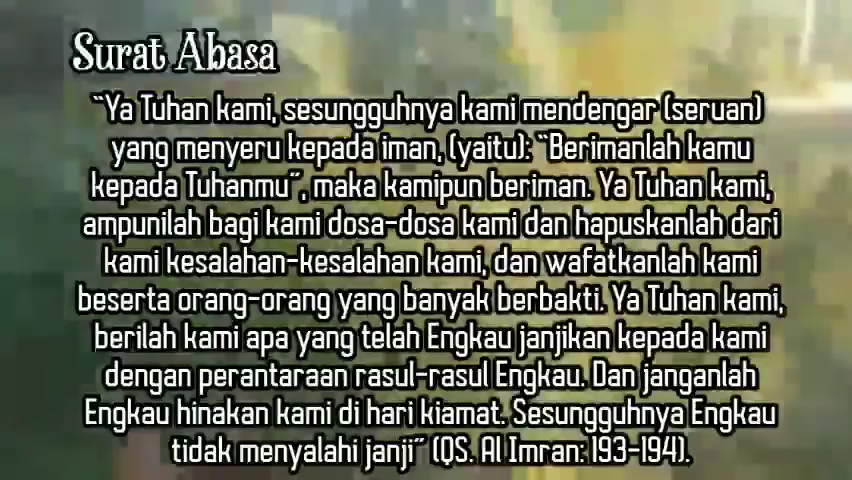 Surat Abasa
"Ya Tuhan kami, sesungguhnya kami mendengar (seruan)
yang menyeru kepada iman, (yaitu): "Berimanlah kamu
kepada Tuhanmu", maka kamipun beriman. Ya Tuhan kami,
ampunilah bagi kami dosa-dosa kami dan hapuskanlah dari
kami kesalahan-kesalahan kami, dan wafatkanlah kami
beserta orang-orang yang banyak berbakti. Ya Tuhan kami,
berilah kami apa yang telah Engkau janjikan kepada kami
dengan perantaraan rasul-rasul Engkau. Dan janganlah
Engkau hinakan kami di hari kiamat. Sesungguhnya Engkau
tidak menyalahi janji" (QS. Al Imran: 193-194).